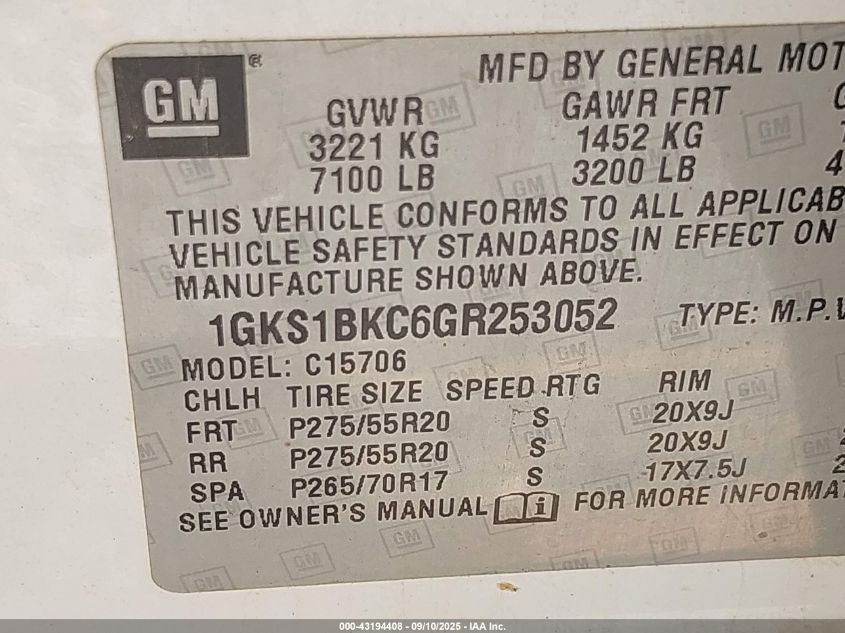 GM ®
MFD BY GENERAL MOT
GVWR GAWR FRT
3221 KG 1452 KG
7100 LB 3200 LB 4
THIS VEHICLE CONFORMS TO ALL APPLICAB
VEHICLE SAFETY STANDARDS IN EFFECT ON
MANUFACTURE SHOWN ABOVE.
1GKS1BKC6GR253052 TYPE: M.P.V
MODEL: C15706
CHLH TIRE SIZE SPEED RTG RIM
FRT P275/55R20 S 20X9J
RR P275/55R20 S 20X9J
SPA P265/70R17 S 17X7.5J
SEE OWNER'S MANUAL FOR MORE INFORMAT
000-43194408 - 09/10/2025 - IAA Inc.